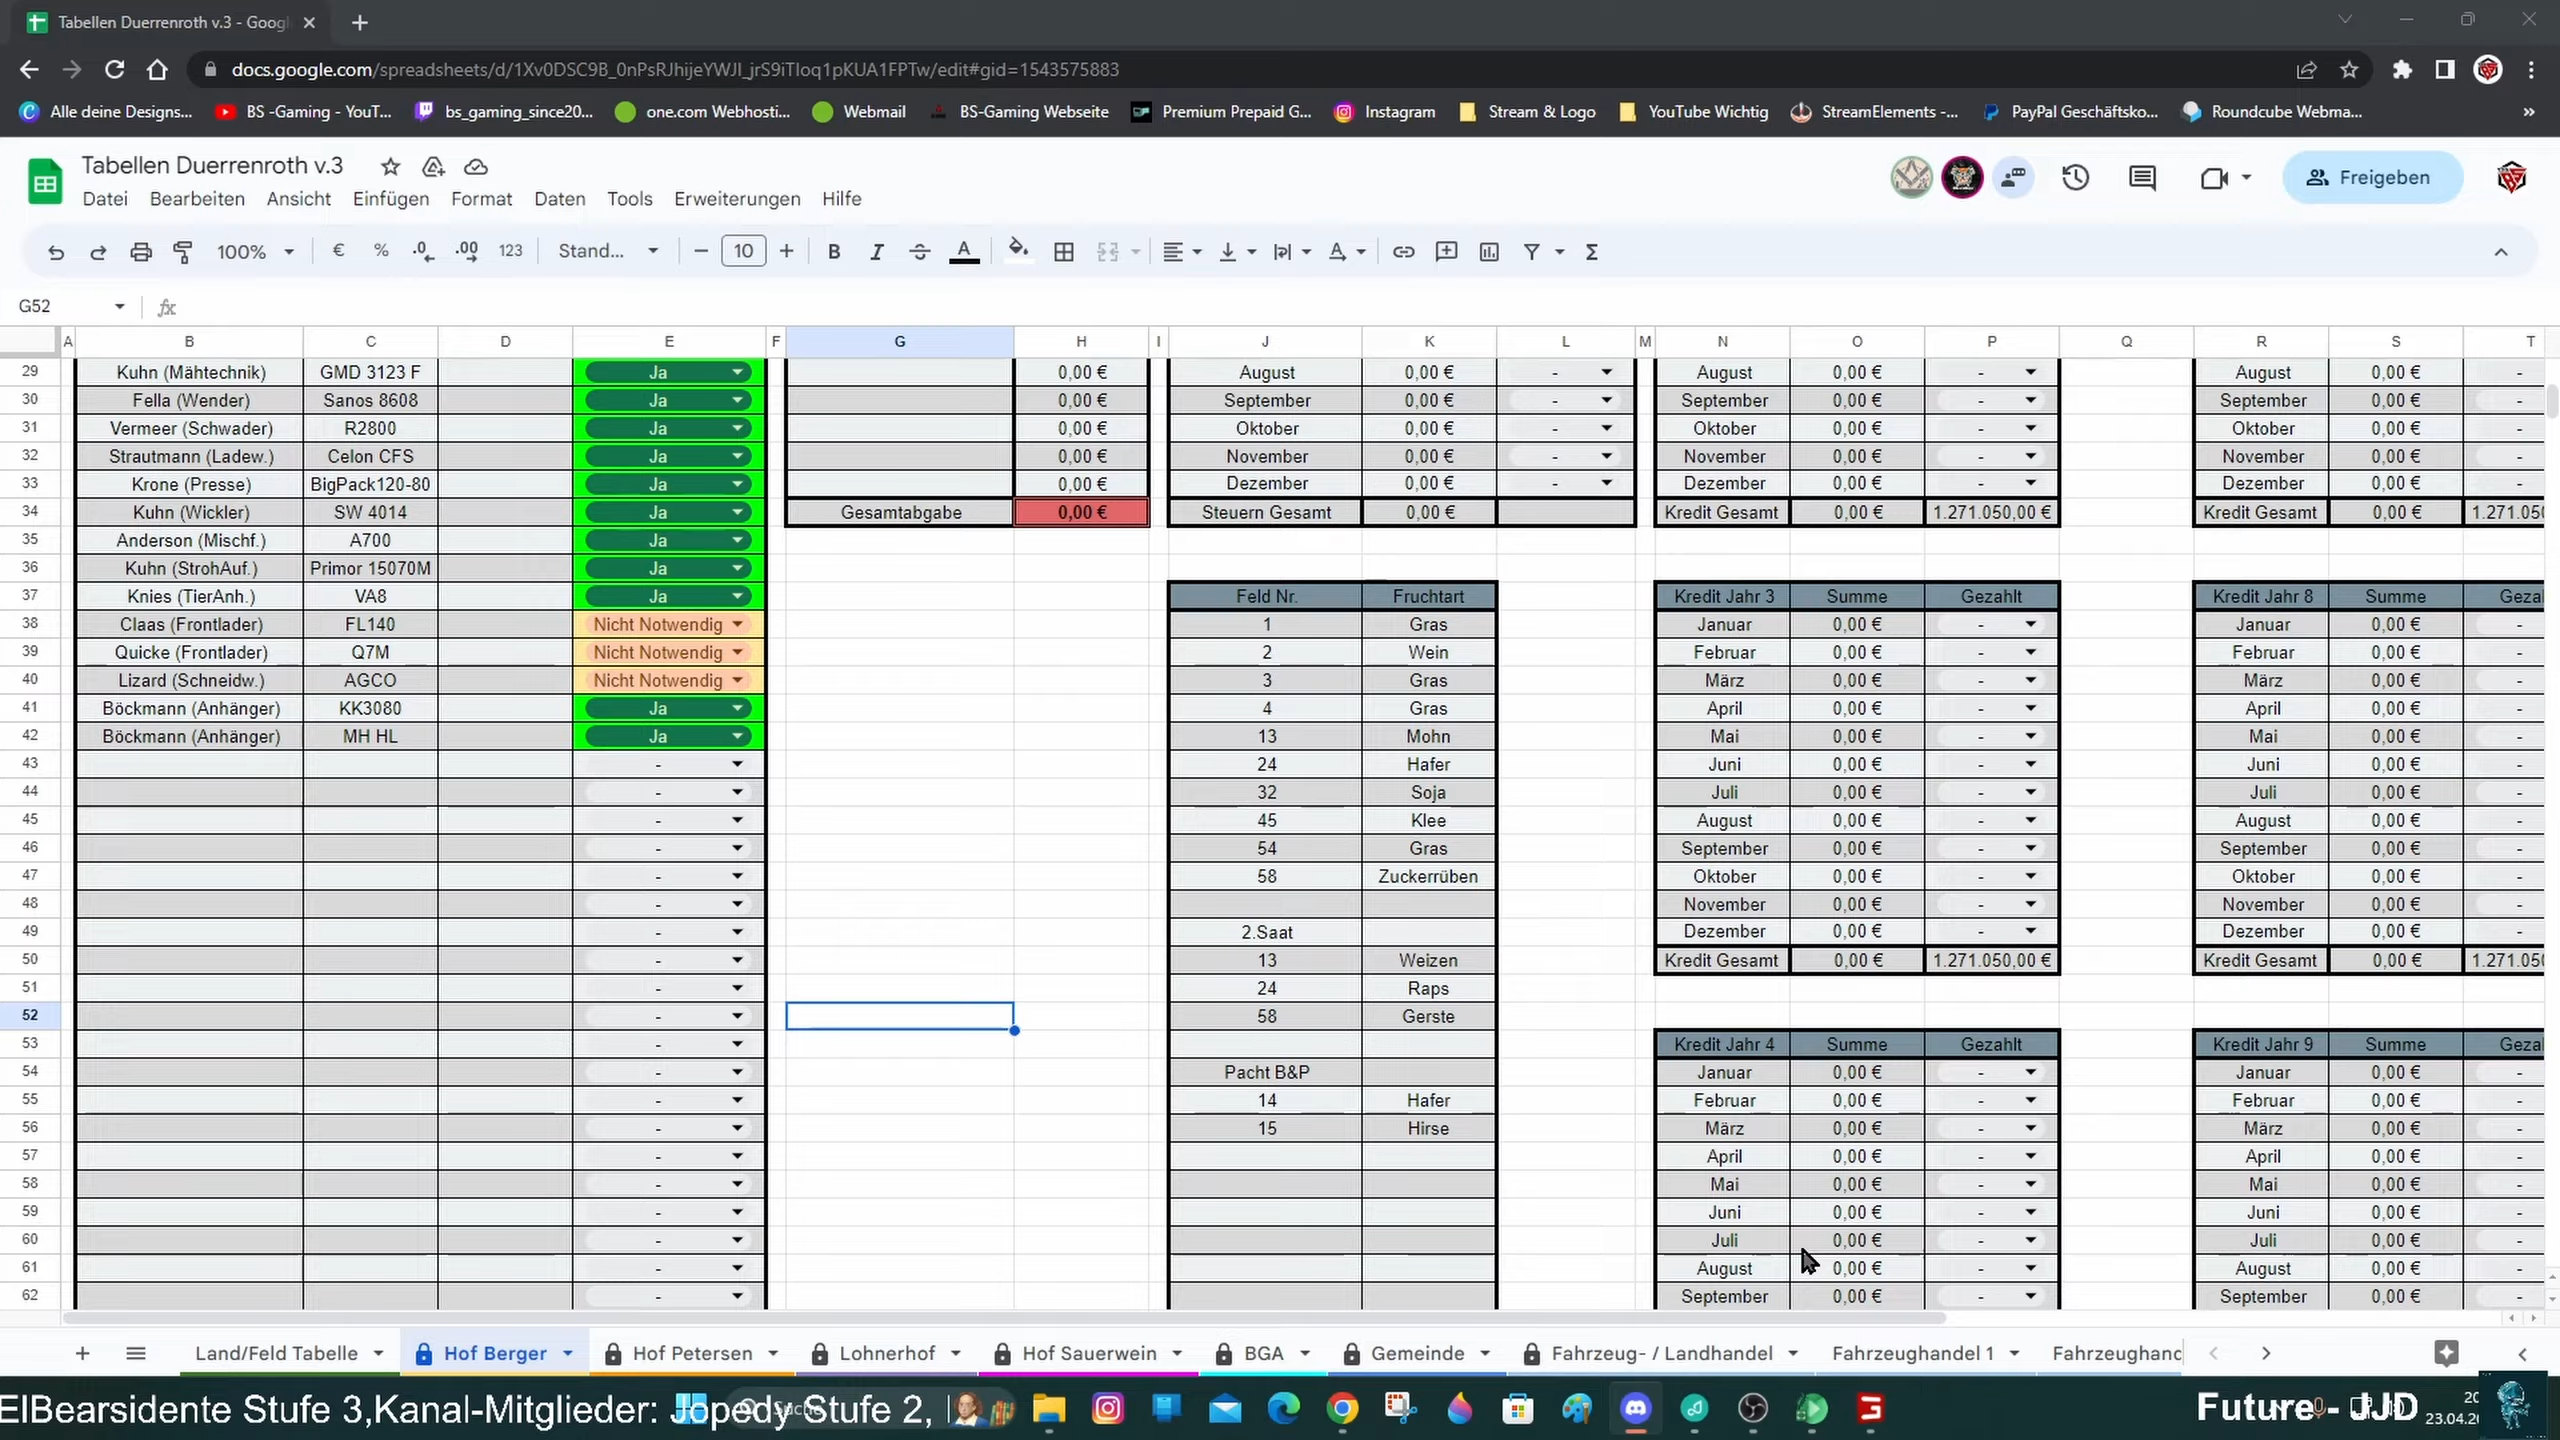 Tabellen Duerrenroth v.3 - Goog
docs.google.com/spreadsheets/d/1Xv0DSC9B_0nPsRJhijeYWJl_jrS9iTloq1pKUA1FPTw/edit#gid=1543575883
Alle deine Designs... BS -Gaming - YouT... bs_gaming_since20... one.com Webhosti... Webmail BS-Gaming Webseite Premium Prepaid G... Instagram Stream & Logo YouTube Wichtig StreamElements -... PayPal Geschäftsko... Roundcube Webma... »
Tabellen Duerrenroth v.3
Freigeben
Datei Bearbeiten Ansicht Einfügen Format Daten Tools Erweiterungen Hilfe
100% € % .0 .00 123 Stand... − 10 + B I S A Σ
G52 fx
A B C D E F G H I J K L M N O P Q R S T
29 Kuhn (Mähtechnik) GMD 3123 F Ja 0,00 € August 0,00 € - August 0,00 € - August 0,00 € -
30 Fella (Wender) Sanos 8608 Ja 0,00 € September 0,00 € - September 0,00 € - September 0,00 € -
31 Vermeer (Schwader) R2800 Ja 0,00 € Oktober 0,00 € - Oktober 0,00 € - Oktober 0,00 € -
32 Strautmann (Ladew.) Celon CFS Ja 0,00 € November 0,00 € - November 0,00 € - November 0,00 € -
33 Krone (Presse) BigPack120-80 Ja 0,00 € Dezember 0,00 € - Dezember 0,00 € - Dezember 0,00 € -
34 Kuhn (Wickler) SW 4014 Ja Gesamtabgabe 0,00 € Steuern Gesamt 0,00 € Kredit Gesamt 0,00 € 1.271.050,00 € Kredit Gesamt 0,00 € 1.271.05
35 Anderson (Mischf.) A700 Ja
36 Kuhn (StrohAuf.) Primor 15070M Ja
37 Knies (TierAnh.) VA8 Ja Feld Nr. Fruchtart Kredit Jahr 3 Summe Gezahlt Kredit Jahr 8 Summe Geza
38 Claas (Frontlader) FL140 Nicht Notwendig 1 Gras Januar 0,00 € - Januar 0,00 € -
39 Quicke (Frontlader) Q7M Nicht Notwendig 2 Wein Februar 0,00 € - Februar 0,00 € -
40 Lizard (Schneidw.) AGCO Nicht Notwendig 3 Gras März 0,00 € - März 0,00 € -
41 Böckmann (Anhänger) KK3080 Ja 4 Gras April 0,00 € - April 0,00 € -
42 Böckmann (Anhänger) MH HL Ja 13 Mohn Mai 0,00 € - Mai 0,00 € -
43 - 24 Hafer Juni 0,00 € - Juni 0,00 € -
44 - 32 Soja Juli 0,00 € - Juli 0,00 € -
45 - 45 Klee August 0,00 € - August 0,00 € -
46 - 54 Gras September 0,00 € - September 0,00 € -
47 - 58 Zuckerrüben Oktober 0,00 € - Oktober 0,00 € -
48 - November 0,00 € - November 0,00 € -
49 - 2.Saat Dezember 0,00 € - Dezember 0,00 € -
50 - 13 Weizen Kredit Gesamt 0,00 € 1.271.050,00 € Kredit Gesamt 0,00 € 1.271.05
51 - 24 Raps
52 - 58 Gerste
53 - Kredit Jahr 4 Summe Gezahlt Kredit Jahr 9 Summe Geza
54 - Pacht B&P Januar 0,00 € - Januar 0,00 € -
55 - 14 Hafer Februar 0,00 € - Februar 0,00 € -
56 - 15 Hirse März 0,00 € - März 0,00 € -
57 - April 0,00 € - April 0,00 € -
58 - Mai 0,00 € - Mai 0,00 € -
59 - Juni 0,00 € - Juni 0,00 € -
60 - Juli 0,00 € - Juli 0,00 € -
61 - August 0,00 € - August 0,00 € -
62 - September 0,00 € - September 0,00 € -
Land/Feld Tabelle Hof Berger Hof Petersen Lohnerhof Hof Sauerwein BGA Gemeinde Fahrzeug- / Landhandel Fahrzeughandel 1 Fahrzeughanc
ElBearsidente Stufe 3,Kanal-Mitglieder: Jopedy Stufe 2, Future - JJD
23.04.2